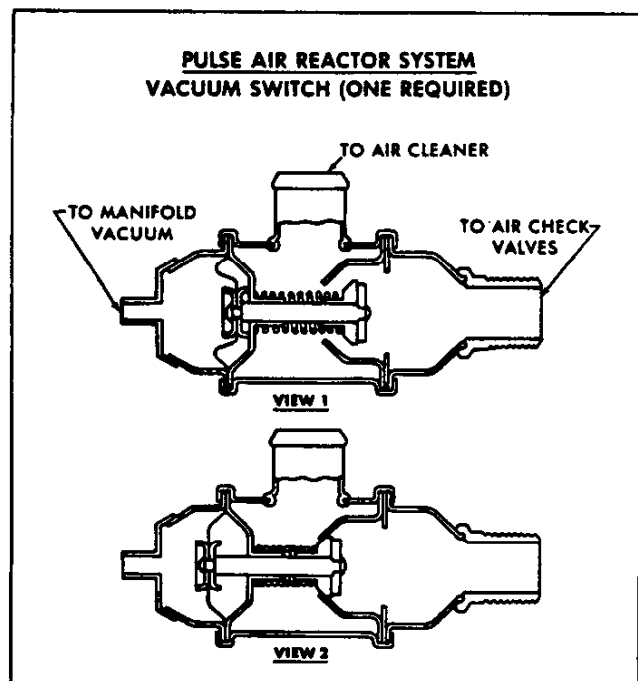 PULSE AIR REACTOR SYSTEM
VACUUM SWITCH (ONE REQUIRED)
TO AIR CLEANER
TO MANIFOLD
VACUUM
TO AIR CHECK
VALVES
VIEW 1
VIEW 2